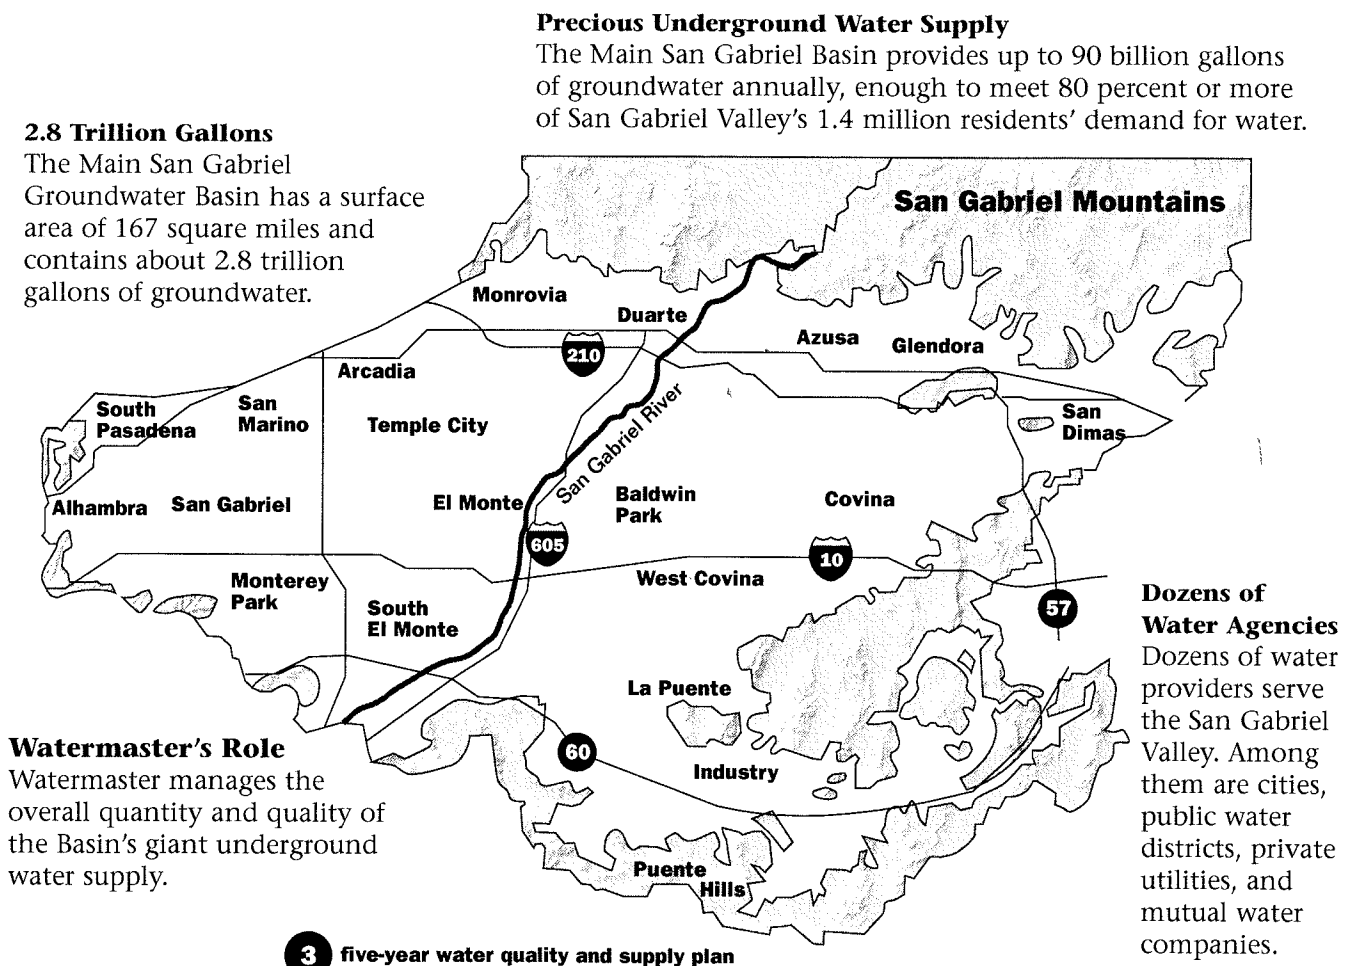 Precious Underground Water Supply
The Main San Gabriel Basin provides up to 90 billion gallons
of groundwater annually, enough to meet 80 percent or more
of San Gabriel Valley's 1.4 million residents' demand for water.
2.8 Trillion Gallons
The Main San Gabriel
Groundwater Basin has a surface
area of 167 square miles and
contains about 2.8 trillion
gallons of groundwater.
San Gabriel Mountains
Monrovia
Duarte
Azusa
Glendora
210
Arcadia
South
Pasadena
San
Marino
Temple City
San Gabriel River
San
Dimas
Alhambra
San Gabriel
El Monte
Baldwin
Park
Covina
605
10
Monterey
Park
South
El Monte
West Covina
57
La Puente
60
Industry
Puente
Hills
Dozens of
Water Agencies
Dozens of water
providers serve
the San Gabriel
Valley. Among
them are cities,
public water
districts, private
utilities, and
mutual water
companies.
Watermaster's Role
Watermaster manages the
overall quantity and quality of
the Basin's giant underground
water supply.
3 five-year water quality and supply plan